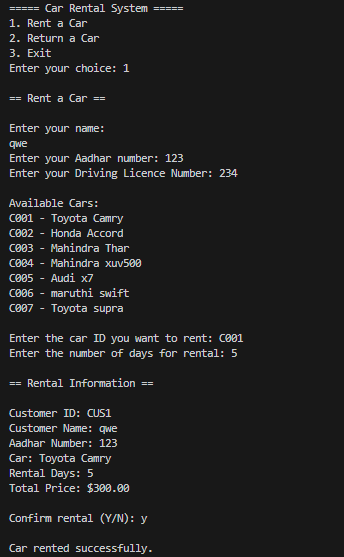 ===== Car Rental System =====
1. Rent a Car
2. Return a Car
3. Exit
Enter your choice: 1
== Rent a Car ==
Enter your name:
qwe
Enter your Aadhar number: 123
Enter your Driving Licence Number: 234
Available Cars:
C001 - Toyota Camry
C002 - Honda Accord
C003 - Mahindra Thar
C004 - Mahindra xuv500
C005 - Audi x7
C006 - maruthi swift
C007 - Toyota supra
Enter the car ID you want to rent: C001
Enter the number of days for rental: 5
== Rental Information ==
Customer ID: CUS1
Customer Name: qwe
Aadhar Number: 123
Car: Toyota Camry
Rental Days: 5
Total Price: $300.00
Confirm rental (Y/N): y
Car rented successfully.